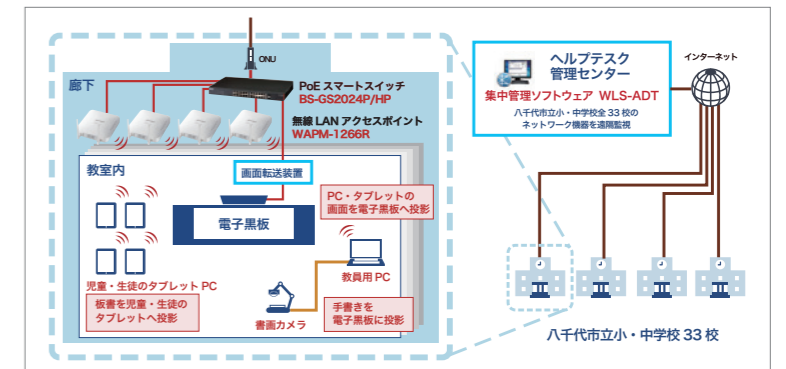 ONU
廊下
PoE スマートスイッチ
BS-GS2024P/HP
無線 LAN アクセスポイント
WAPM-1266R
教室内
画面転送装置
電子黒板
PC・タブレットの
画面を電子黒板へ投影
児童・生徒のタブレット PC
板書を児童・生徒の
タブレットへ投影
教員用 PC
書画カメラ
手書きを
電子黒板に投影
ヘルプデスク
管理センター
集中管理ソフトウェア WLS-ADT
八千代市立小・中学校全 33 校の
ネットワーク機器を遠隔監視
インターネット
八千代市立小・中学校 33 校